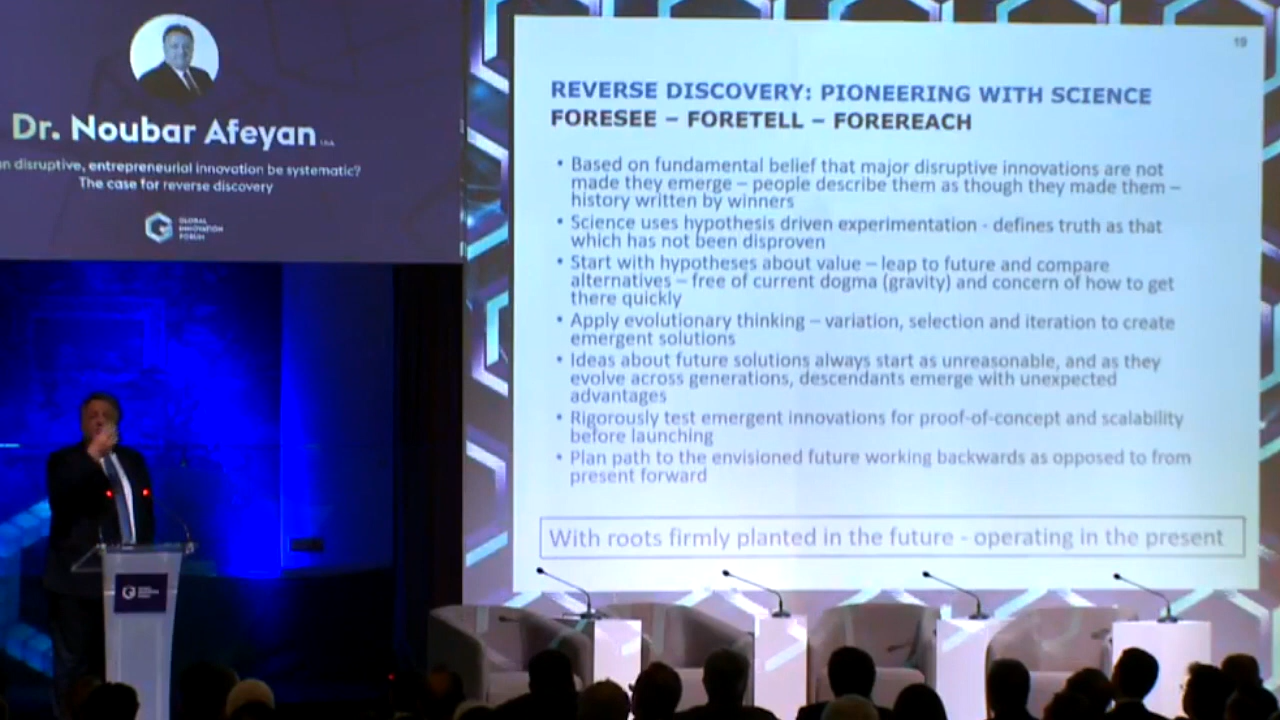 Dr. Noubar Afeyan
disruptive, entrepreneurial innovation be systematic?
The case for reverse discovery
GLOBAL
INNOVATION
FORUM
19
REVERSE DISCOVERY: PIONEERING WITH SCIENCE
FORESEE – FORETELL – FOREREACH
• Based on fundamental belief that major disruptive innovations are not
made they emerge – people describe them as though they made them –
history written by winners
• Science uses hypothesis driven experimentation - defines truth as that
which has not been disproven
• Start with hypotheses about value – leap to future and compare
alternatives – free of current dogma (gravity) and concern of how to get
there quickly
• Apply evolutionary thinking – variation, selection and iteration to create
emergent solutions
• Ideas about future solutions always start as unreasonable, and as they
evolve across generations, descendants emerge with unexpected
advantages
• Rigorously test emergent innovations for proof-of-concept and scalability
before launching
• Plan path to the envisioned future working backwards as opposed to from
present forward
With roots firmly planted in the future - operating in the present